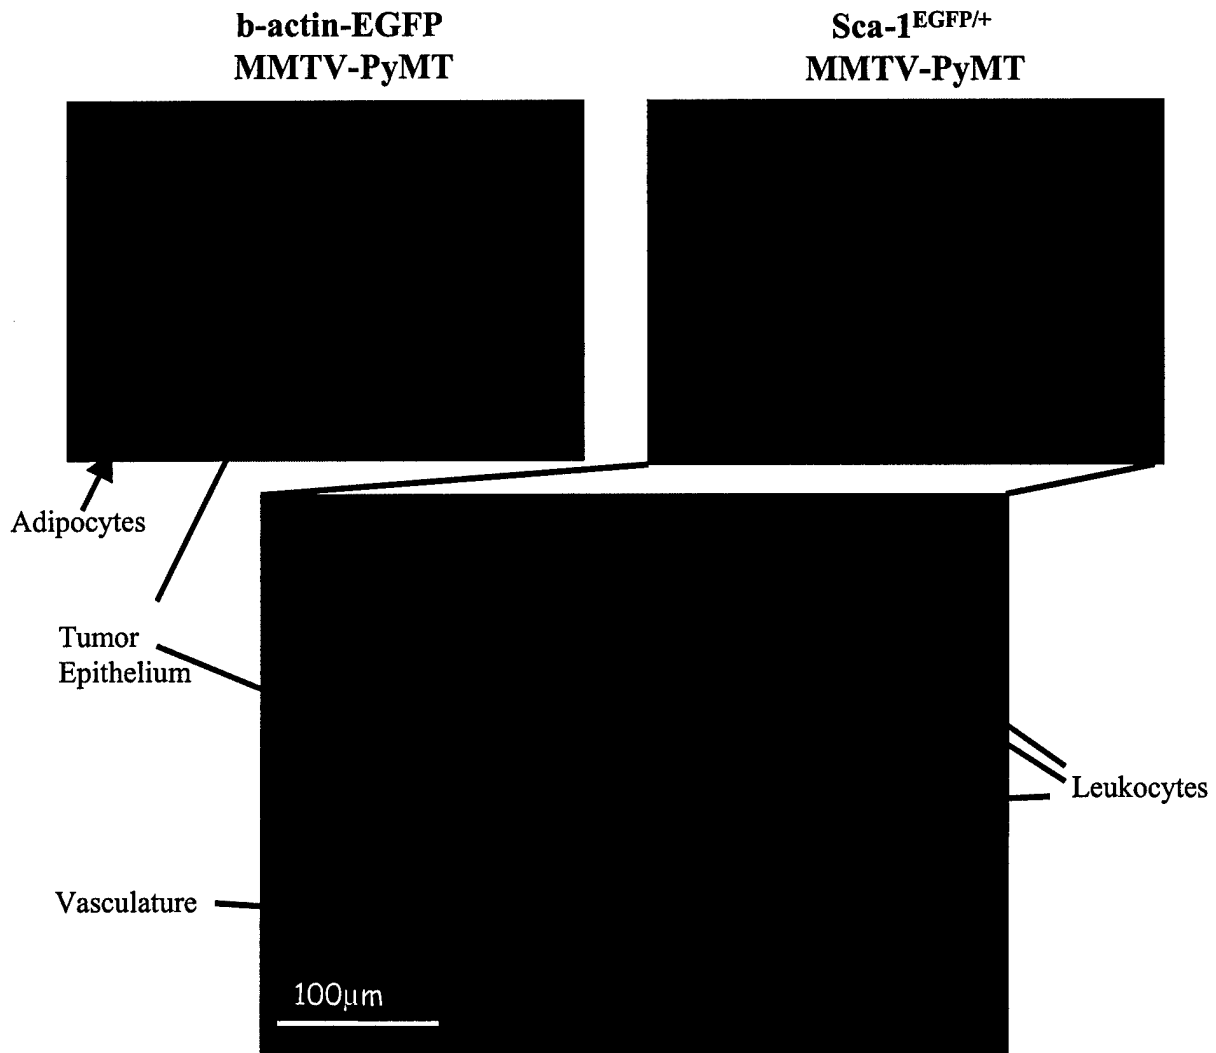 b-actin-EGFP
MMTV-PyMT
Sca-1EGFP/+
MMTV-PyMT
Adipocytes
Tumor
Epithelium
Leukocytes
Vasculature
100µm